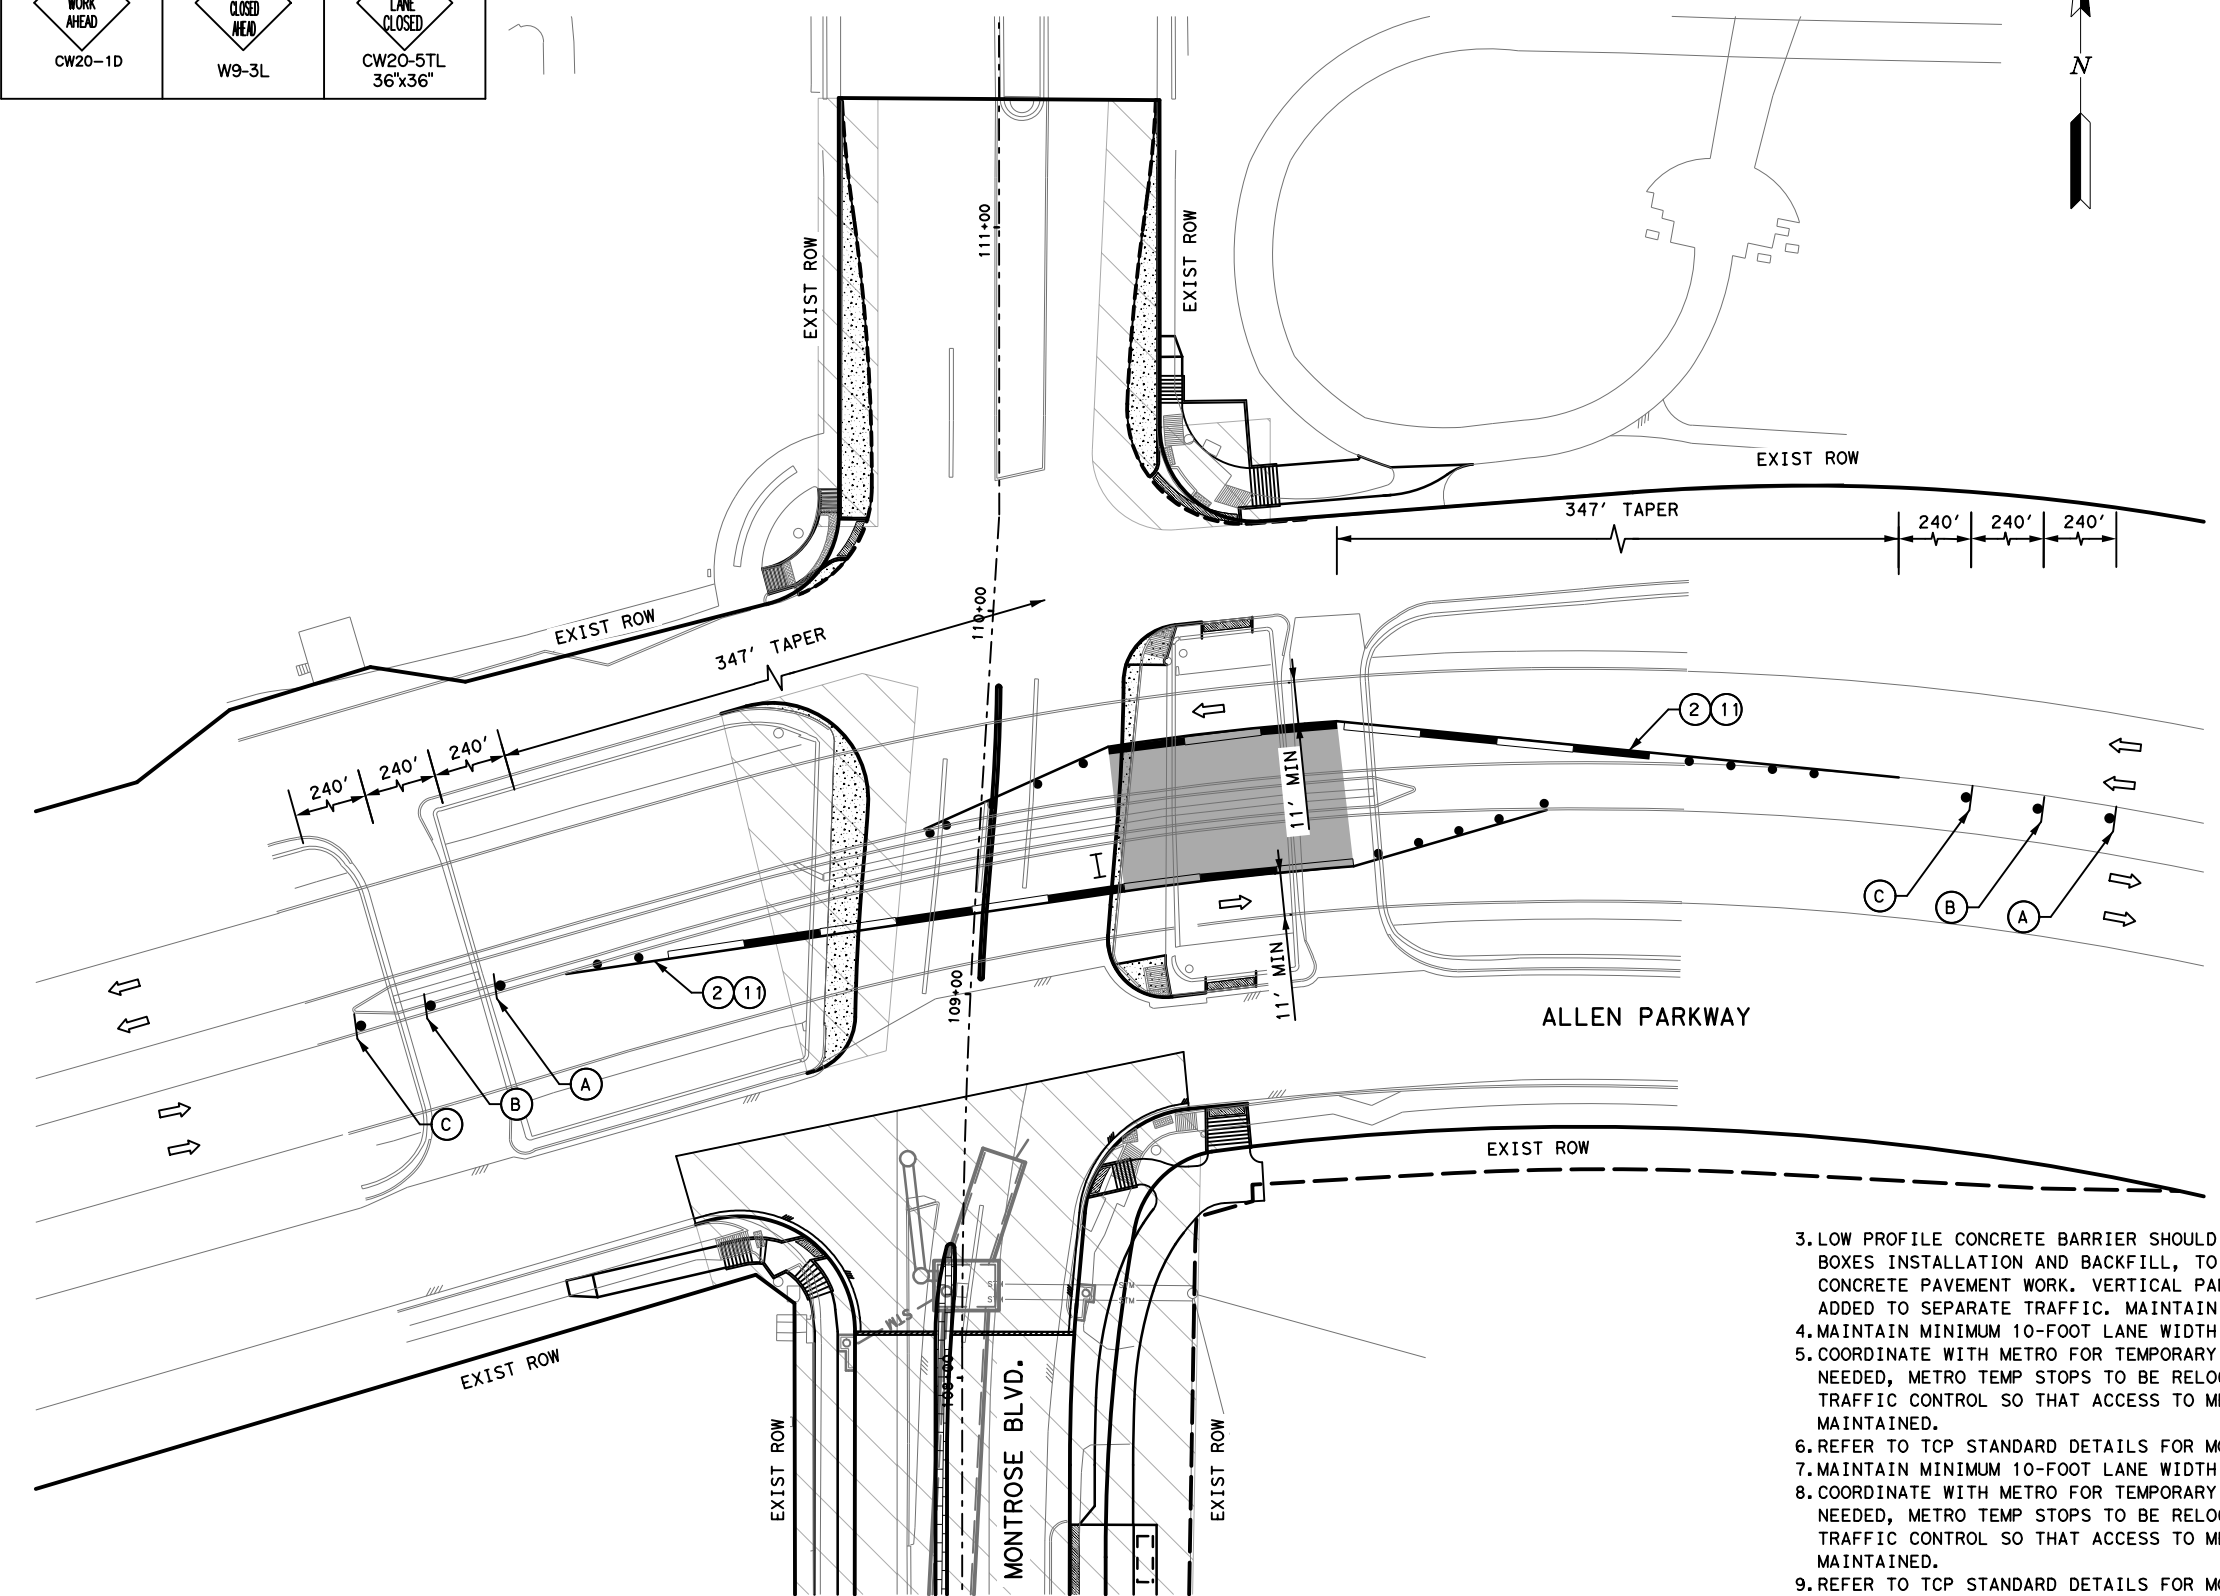 WORK
AHEAD
CW20-1D
CLOSED
AHEAD
W9-3L
LANE
CLOSED
CW20-5TL
36"x36"
N
111+00
EXIST ROW
EXIST ROW
EXIST ROW
347' TAPER
240'
240'
240'
110+00
EXIST ROW
347' TAPER
2
11
240'
240'
240'
11' MIN
C
B
A
11' MIN
2
11
109+00
ALLEN PARKWAY
A
B
C
EXIST ROW
STM
STM
STM
STM
STM
108+00
EXIST ROW
EXIST ROW
MONTROSE BLVD.
EXIST ROW
3. LOW PROFILE CONCRETE BARRIER SHOULD
BOXES INSTALLATION AND BACKFILL, TO
CONCRETE PAVEMENT WORK. VERTICAL
ADDED TO SEPARATE TRAFFIC. MAINTAIN
4. MAINTAIN MINIMUM 10-FOOT LANE WIDTH
5. COORDINATE WITH METRO FOR TEMPORARY
NEEDED, METRO TEMP STOPS TO BE
TRAFFIC CONTROL SO THAT ACCESS TO
MAINTAINED.
6. REFER TO TCP STANDARD DETAILS FOR
7. MAINTAIN MINIMUM 10-FOOT LANE WIDTH
8. COORDINATE WITH METRO FOR TEMPORARY
NEEDED, METRO TEMP STOPS TO BE
TRAFFIC CONTROL SO THAT ACCESS TO
MAINTAINED.
9. REFER TO TCP STANDARD DETAILS FOR